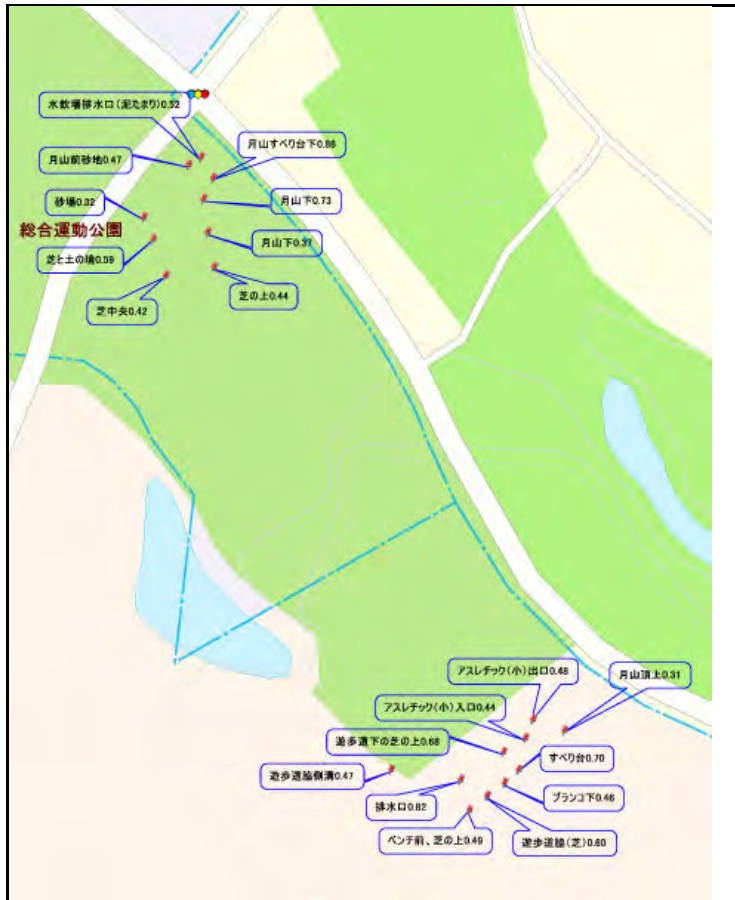 水飲場排水口(泥たまり)0.52
月山すべり台下0.86
月山前砂地0.47
月山下0.73
砂場0.32
総合運動公園
月山下0.37
芝と土の境0.59
芝の上0.44
芝中央0.42
アスレチック(小)出口0.48
月山頂上0.31
アスレチック(小)入口0.44
遊歩道下の芝の上0.68
すべり台0.70
遊歩道脇側溝0.47
ブランコ下0.46
排水口0.82
ベンチ前、芝の上0.49
遊歩道脇(芝)0.60